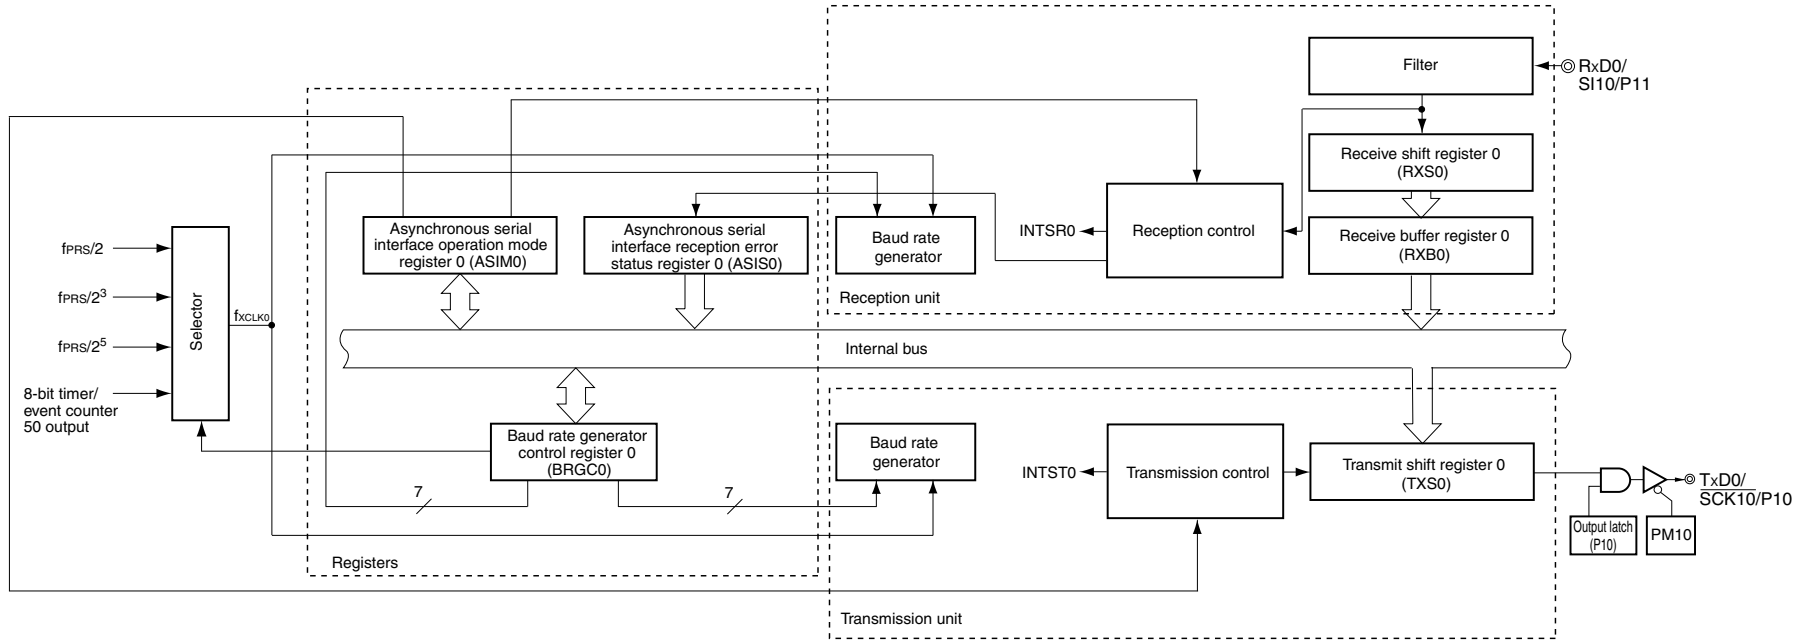 Filter
RxD0/
SI10/P11
Receive shift register 0
(RXS0)
Asynchronous serial
interface operation mode
register 0 (ASIM0)
Asynchronous serial
interface reception error
status register 0 (ASIS0)
Baud rate
generator
INTSR0
Reception control
Receive buffer register 0
(RXB0)
Reception unit
fPRS/2
fPRS/2³
fPRS/2⁵
8-bit timer/
event counter
50 output
Selector
fXCLK0
Internal bus
Baud rate generator
control register 0
(BRGC0)
7
7
Registers
Baud rate
generator
INTST0
Transmission control
Transmit shift register 0
(TXS0)
TxD0/
SCK10/P10
Output latch
(P10)
PM10
Transmission unit